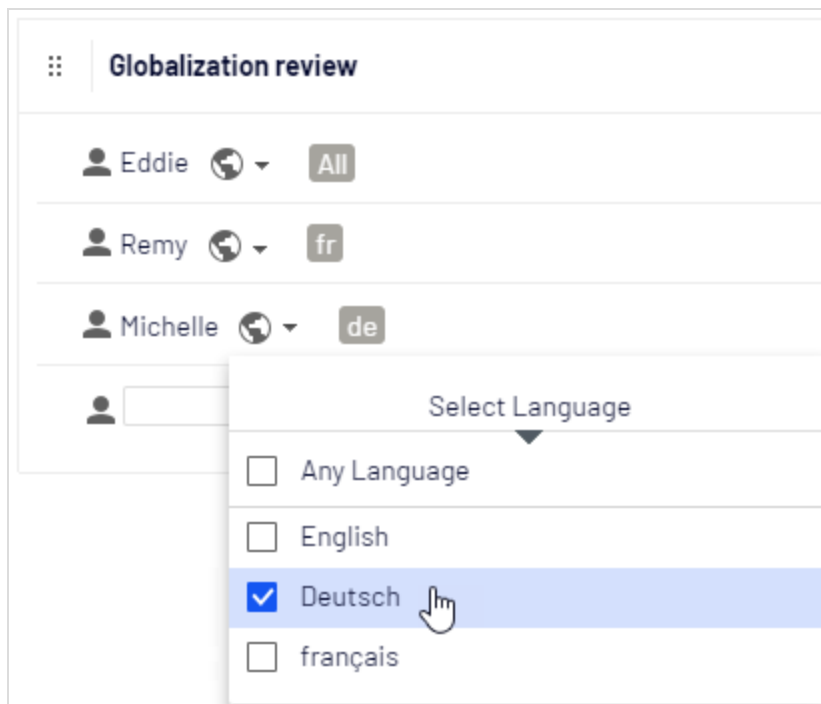 Globalization review
Eddie All
Remy fr
Michelle de
Select Language
Any Language
English
Deutsch
français